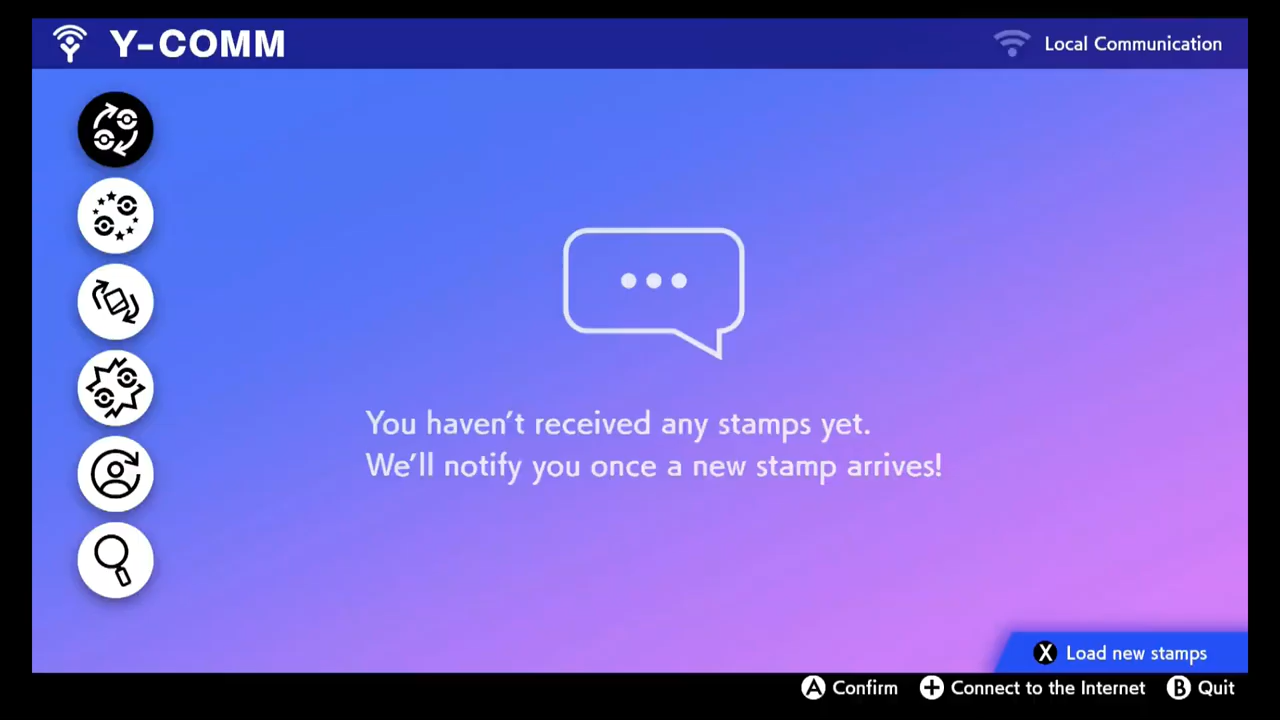 Y-COMM
Local Communication
You haven't received any stamps yet.
We'll notify you once a new stamp arrives!
X Load new stamps
A Confirm + Connect to the Internet B Quit